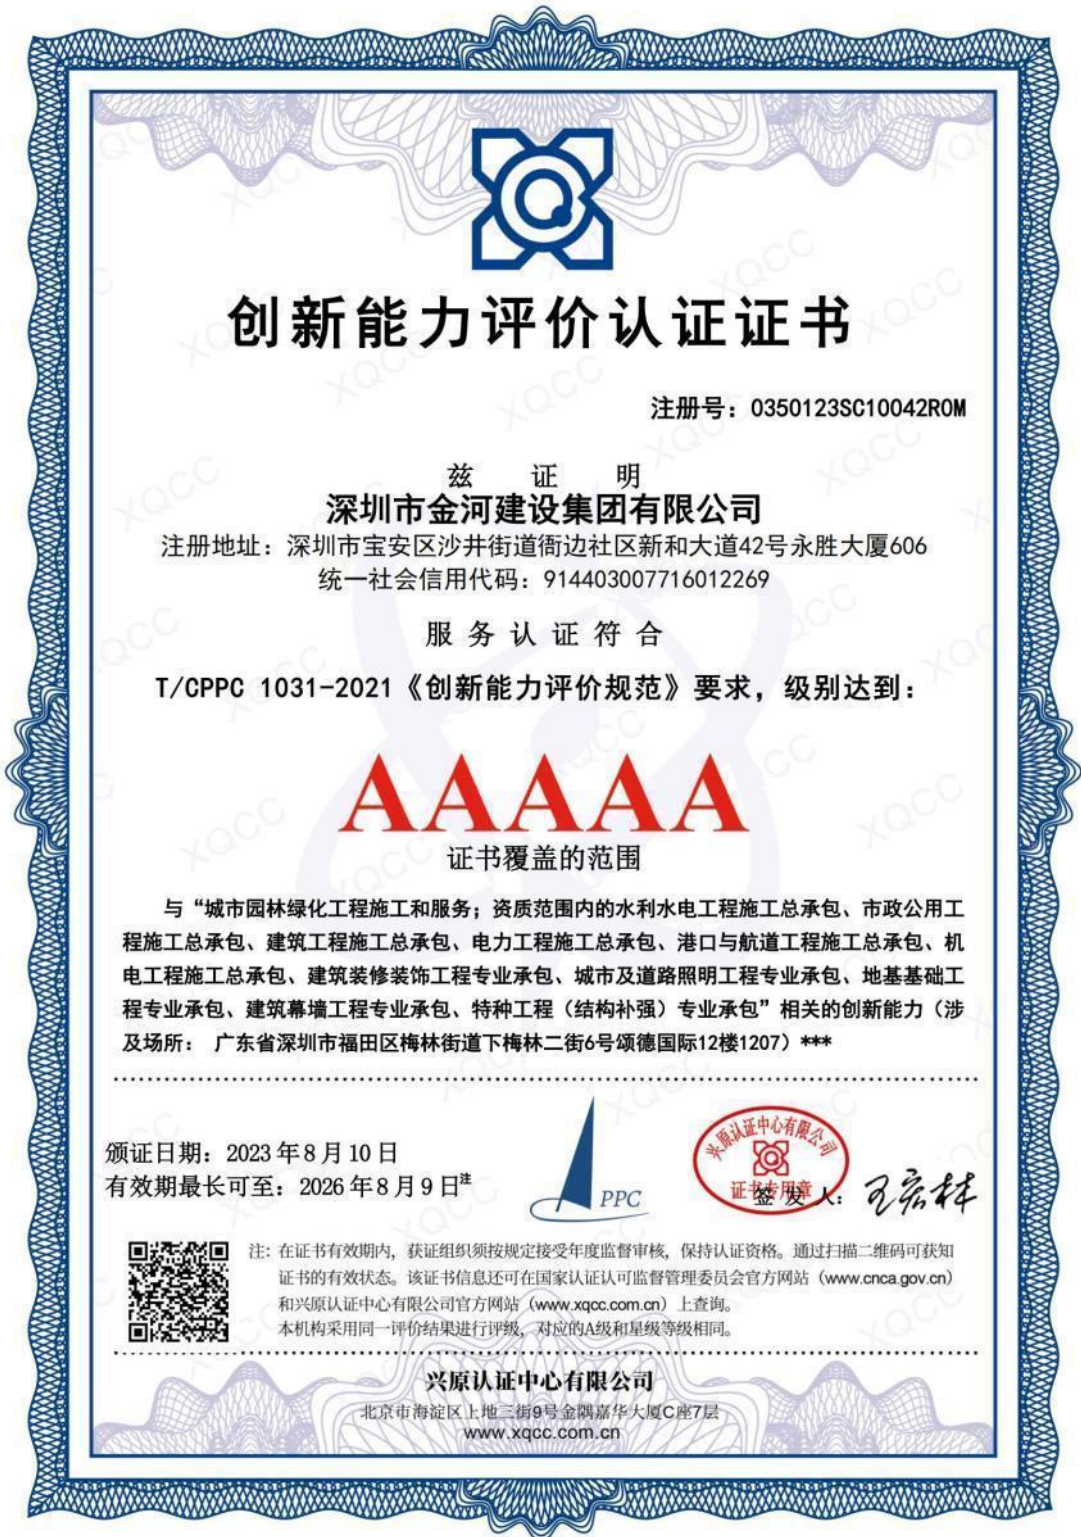 创新能力评价认证证书
注册号：0350123SC10042R0M
兹 证 明
深圳市金河建设集团有限公司
注册地址：深圳市宝安区沙井街道衙边社区新和大道42号永胜大厦606
统一社会信用代码：914403007716012269
服务认证符合
T/CPPC 1031-2021《创新能力评价规范》要求，级别达到：
AAAAA
证书覆盖的范围
与“城市园林绿化工程施工和服务；资质范围内的水利水电工程施工总承包、市政公用工
程施工总承包、建筑工程施工总承包、电力工程施工总承包、港口与航道工程施工总承包、机
电工程施工总承包、建筑装修装饰工程专业承包、城市及道路照明工程专业承包、地基基础工
程专业承包、建筑幕墙工程专业承包、特种工程（结构补强）专业承包”相关的创新能力（涉
及场所： 广东省深圳市福田区梅林街道下梅林二街6号颂德国际12楼1207）***
颁证日期：2023年8月10日
有效期最长可至：2026年8月9日注
PPC
兴原认证中心有限公司
证书专用章
签发人：王宏林
注：在证书有效期内，获证组织须按规定接受年度监督审核，保持认证资格。通过扫描二维码可获知
证书的有效状态。该证书信息还可在国家认证认可监督管理委员会官方网站（www.cnca.gov.cn）
和兴原认证中心有限公司官方网站（www.xqcc.com.cn）上查询。
本机构采用同一评价结果进行评级，对应的A级和星级等级相同。
兴原认证中心有限公司
北京市海淀区上地三街9号金隅嘉华大厦C座7层
www.xqcc.com.cn